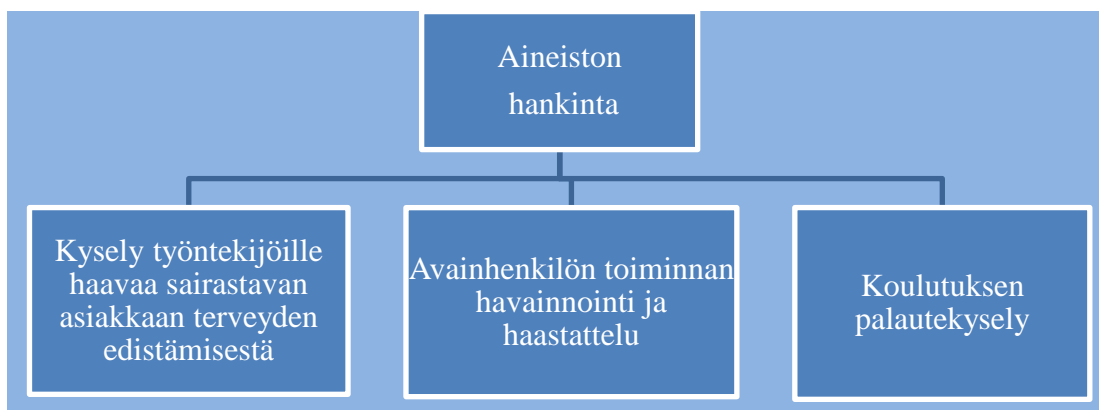 Aineiston
hankinta
Kysely työntekijöille
haavaa sairastavan
asiakkaan terveyden
edistämisestä
Avainhenkilön toiminnan
havainnointi ja
haastattelu
Koulutuksen
palautekysely